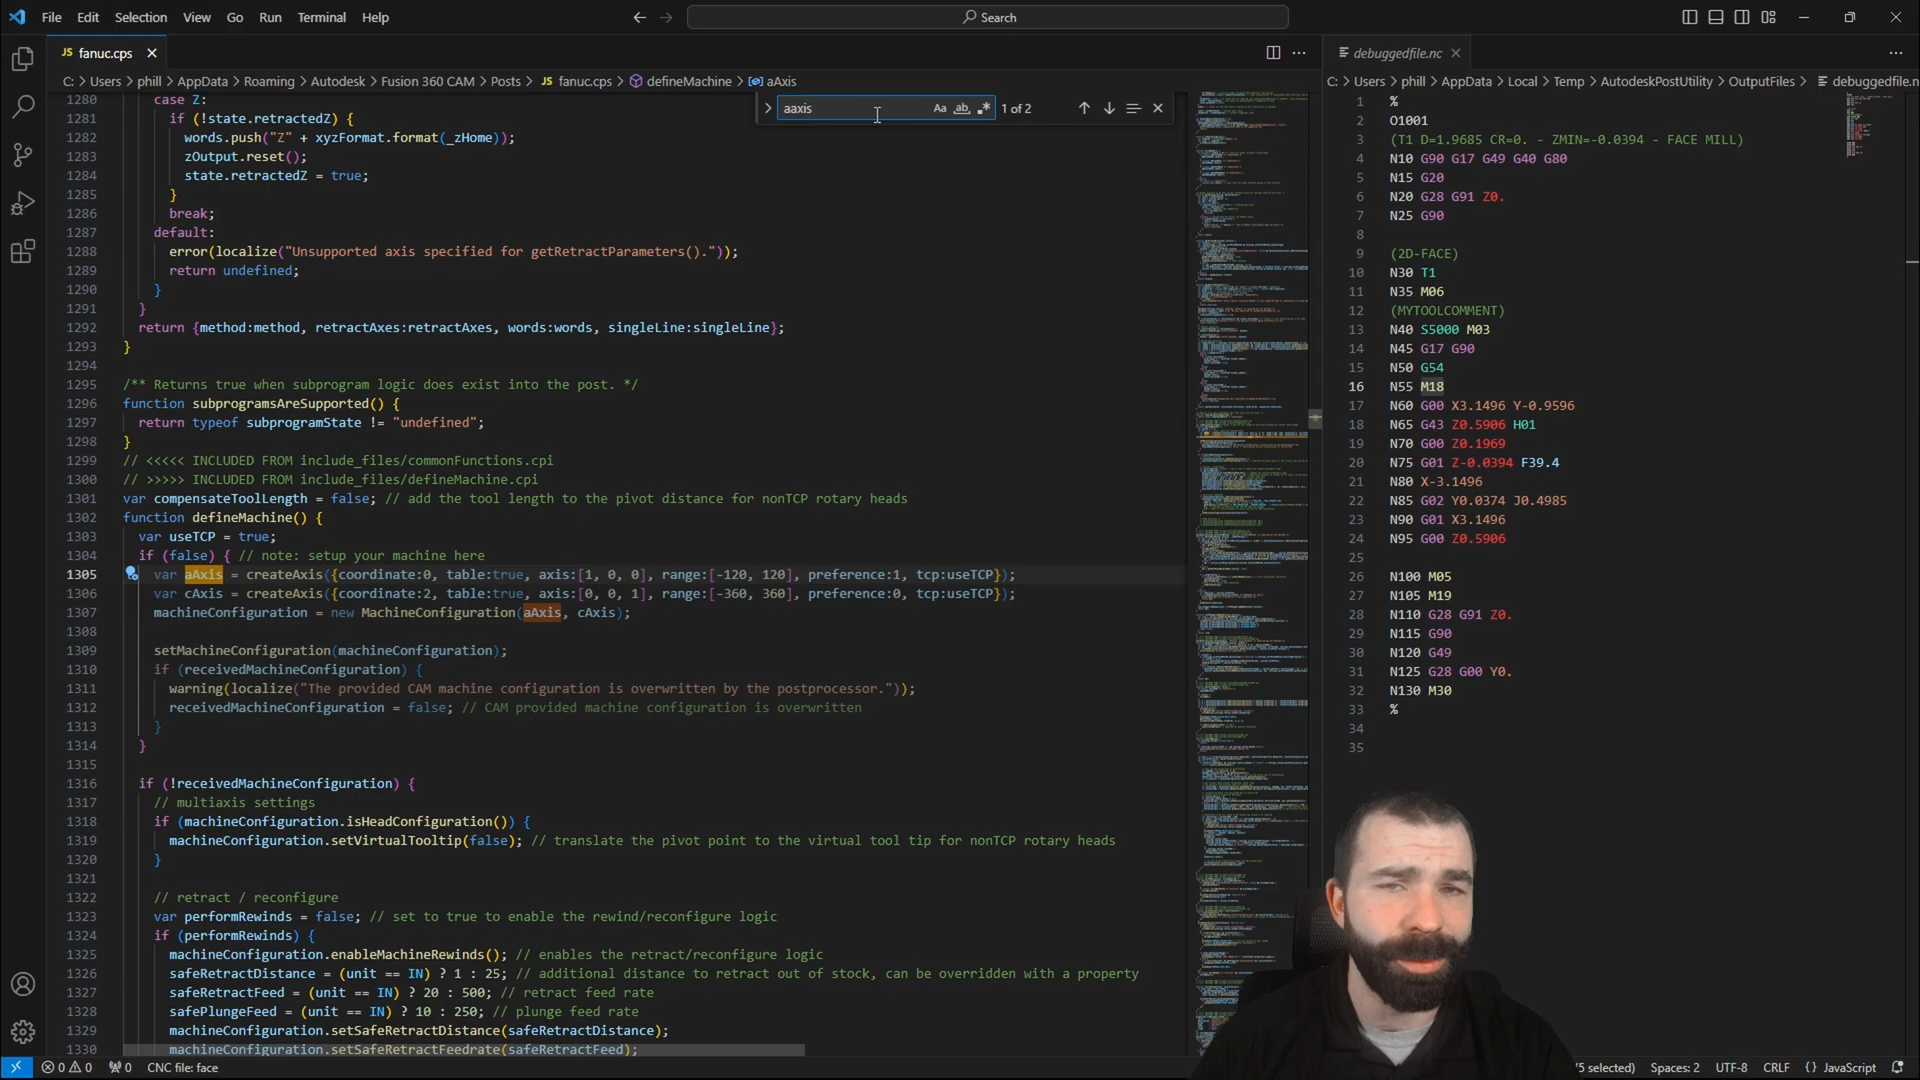 File Edit Selection View Go Run Terminal Help
Search
JS fanuc.cps
debuggedfile.nc
C: > Users > phill > AppData > Roaming > Autodesk > Fusion 360 CAM > Posts > JS fanuc.cps > defineMachine > aAxis
C: > Users > phill > AppData > Local > Temp > AutodeskPostUtility > OutputFiles > debuggedfile.n
aaxis Aa ab 1 of 2
1280 case Z:
1281 if (!state.retractedZ) {
1282 words.push("Z" + xyzFormat.format(_zHome));
1283 zOutput.reset();
1284 state.retractedZ = true;
1285 }
1286 break;
1287 default:
1288 error(localize("Unsupported axis specified for getRetractParameters()."));
1289 return undefined;
1290 }
1291 }
1292 return {method:method, retractAxes:retractAxes, words:words, singleLine:singleLine};
1293 }
1294
1295 /** Returns true when subprogram logic does exist into the post. */
1296 function subprogramsAreSupported() {
1297 return typeof subprogramState != "undefined";
1298 }
1299 // <<<<< INCLUDED FROM include_files/commonFunctions.cpi
1300 // >>>>> INCLUDED FROM include_files/defineMachine.cpi
1301 var compensateToolLength = false; // add the tool length to the pivot distance for nonTCP rotary heads
1302 function defineMachine() {
1303 var useTCP = true;
1304 if (false) { // note: setup your machine here
1305 var aAxis = createAxis({coordinate:0, table:true, axis:[1, 0, 0], range:[-120, 120], preference:1, tcp:useTCP});
1306 var cAxis = createAxis({coordinate:2, table:true, axis:[0, 0, 1], range:[-360, 360], preference:0, tcp:useTCP});
1307 machineConfiguration = new MachineConfiguration(aAxis, cAxis);
1308
1309 setMachineConfiguration(machineConfiguration);
1310 if (receivedMachineConfiguration) {
1311 warning(localize("The provided CAM machine configuration is overwritten by the postprocessor."));
1312 receivedMachineConfiguration = false; // CAM provided machine configuration is overwritten
1313 }
1314 }
1315
1316 if (!receivedMachineConfiguration) {
1317 // multiaxis settings
1318 if (machineConfiguration.isHeadConfiguration()) {
1319 machineConfiguration.setVirtualTooltip(false); // translate the pivot point to the virtual tool tip for nonTCP rotary heads
1320 }
1321
1322 // retract / reconfigure
1323 var performRewinds = false; // set to true to enable the rewind/reconfigure logic
1324 if (performRewinds) {
1325 machineConfiguration.enableMachineRewinds(); // enables the retract/reconfigure logic
1326 safeRetractDistance = (unit == IN) ? 1 : 25; // additional distance to retract out of stock, can be overridden with a property
1327 safeRetractFeed = (unit == IN) ? 20 : 500; // retract feed rate
1328 safePlungeFeed = (unit == IN) ? 10 : 250; // plunge feed rate
1329 machineConfiguration.setSafeRetractDistance(safeRetractDistance);
1330 machineConfiguration.setSafeRetractFeedrate(safeRetractFeed);
1 %
2 O1001
3 (T1 D=1.9685 CR=0. - ZMIN=-0.0394 - FACE MILL)
4 N10 G90 G17 G49 G40 G80
5 N15 G20
6 N20 G28 G91 Z0.
7 N25 G90
8
9 (2D-FACE)
10 N30 T1
11 N35 M06
12 (MYTOOLCOMMENT)
13 N40 S5000 M03
14 N45 G17 G90
15 N50 G54
16 N55 M18
17 N60 G00 X3.1496 Y-0.9596
18 N65 G43 Z0.5906 H01
19 N70 G00 Z0.1969
20 N75 G01 Z-0.0394 F39.4
21 N80 X-3.1496
22 N85 G02 Y0.0374 J0.4985
23 N90 G01 X3.1496
24 N95 G00 Z0.5906
25
26 N100 M05
27 N105 M19
28 N110 G28 G91 Z0.
29 N115 G90
30 N120 G49
31 N125 G28 G00 Y0.
32 N130 M30
33 %
34
35
0 0 0 CNC file: face
5 selected) Spaces: 2 UTF-8 CRLF {} JavaScript